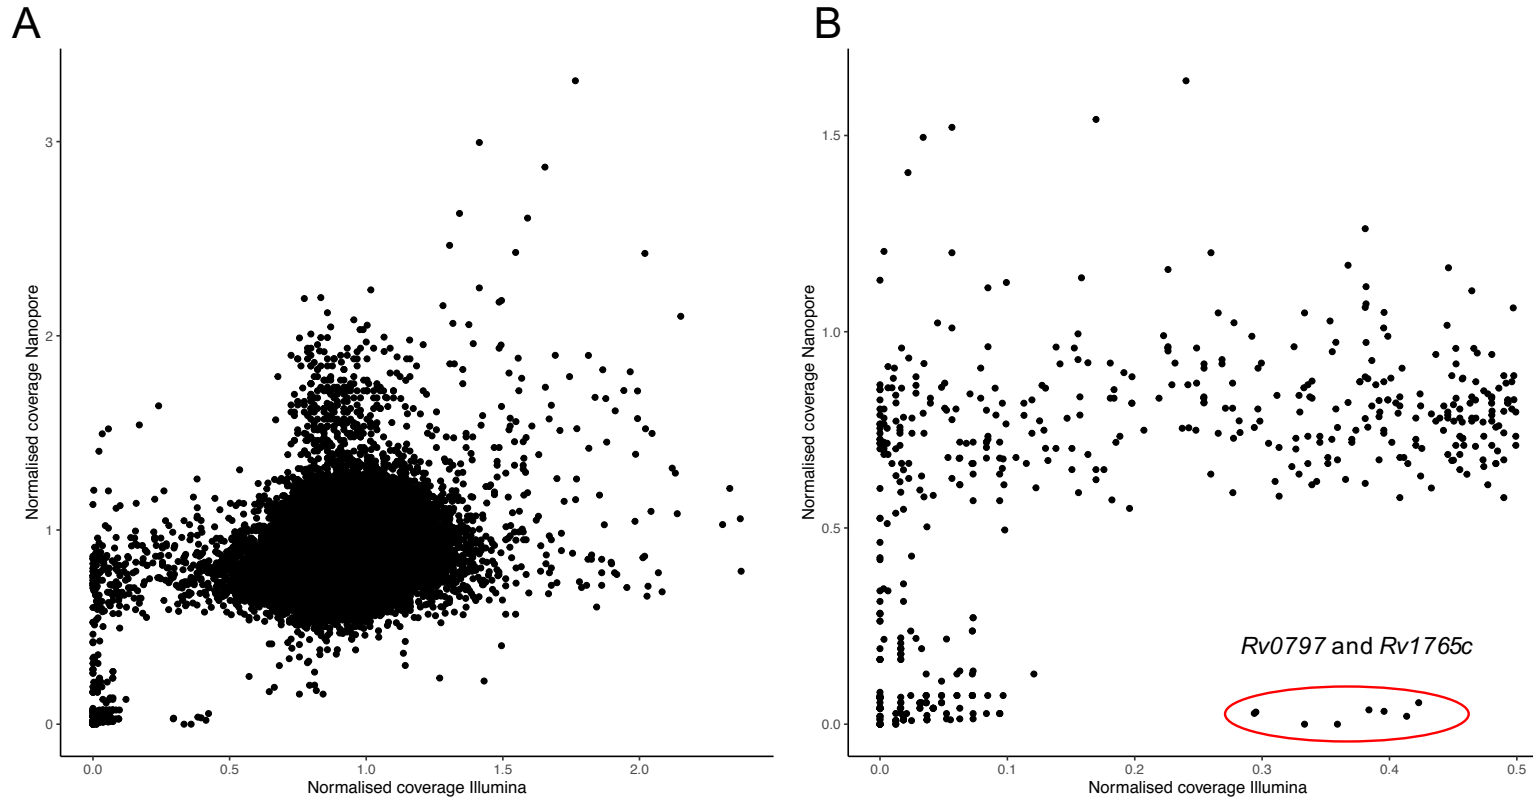 A
B
3
2
1
0
0.0 0.5 1.0 1.5 2.0
Normalised coverage Illumina
Normalised coverage Nanopore
1.5
1.0
0.5
0.0
Rv0797 and Rv1765c
0.0 0.1 0.2 0.3 0.4 0.5
Normalised coverage Illumina
Normalised coverage Nanopore